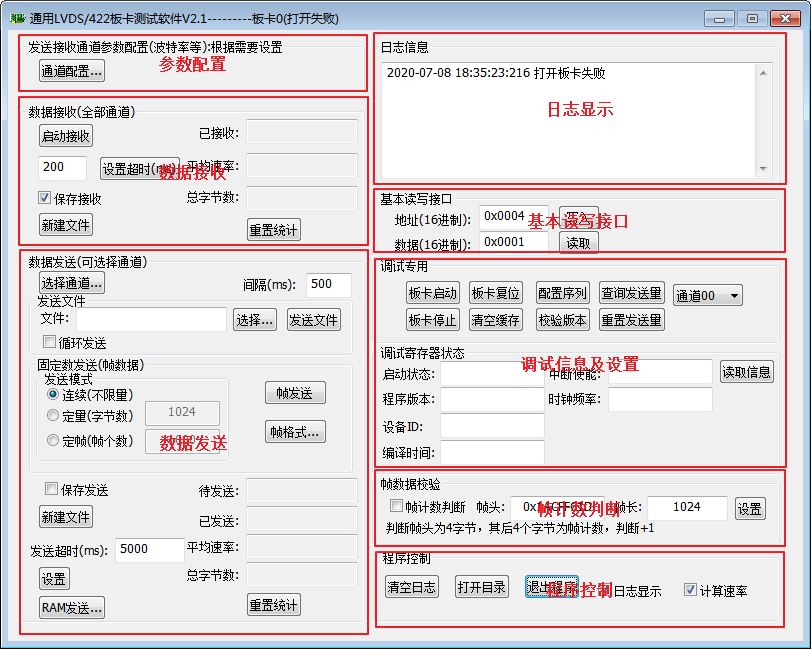 通用LVDS/422板卡测试软件V2.1---------板卡0(打开失败)
发送接收通道参数配置(波特率等):根据需要设置
通道配置...
参数配置
数据接收(全部通道)
启动接收
已接收:
200
设置超时(ms)
平均速率:
数据接收
保存接收
总字节数:
新建文件
重置统计
数据发送(可选择通道)
选择通道...
间隔(ms):
500
发送文件
文件:
选择...
发送文件
循环发送
固定数发送(帧数据)
发送模式
连续(不限量)
定量(字节数)
1024
定帧(帧个数)
帧发送
帧格式...
数据发送
保存发送
待发送:
新建文件
已发送:
发送超时(ms):
5000
平均速率:
设置
总字节数:
RAM发送...
重置统计
日志信息
2020-07-08 18:35:23:216 打开板卡失败
日志显示
基本读写接口
地址(16进制):
0x0004
基本读写接口
数据(16进制):
0x0001
读取
调试专用
板卡启动
板卡复位
配置序列
查询发送量
通道00
板卡停止
清空缓存
校验版本
重置发送量
调试寄存器状态
启动状态:
中断使能:
读取信息
调试信息及设置
程序版本:
时钟频率:
设备ID:
编译时间:
帧数据校验
帧计数判断
帧头:
帧长:
1024
设置
帧计数判断
判断帧头为4字节，其后4个字节为帧计数，判断+1
程序控制
清空日志
打开目录
退出程序
程序控制
日志显示
计算速率